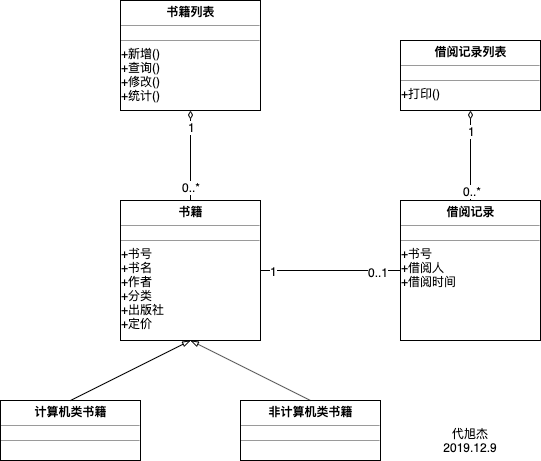 书籍列表
+新增()
+查询()
+修改()
+统计()
借阅记录列表
+打印()
1
0..*
1
0..*
书籍
+书号
+书名
+作者
+分类
+出版社
+定价
1
0..1
借阅记录
+书号
+借阅人
+借阅时间
计算机类书籍
非计算机类书籍
代旭杰
2019.12.9